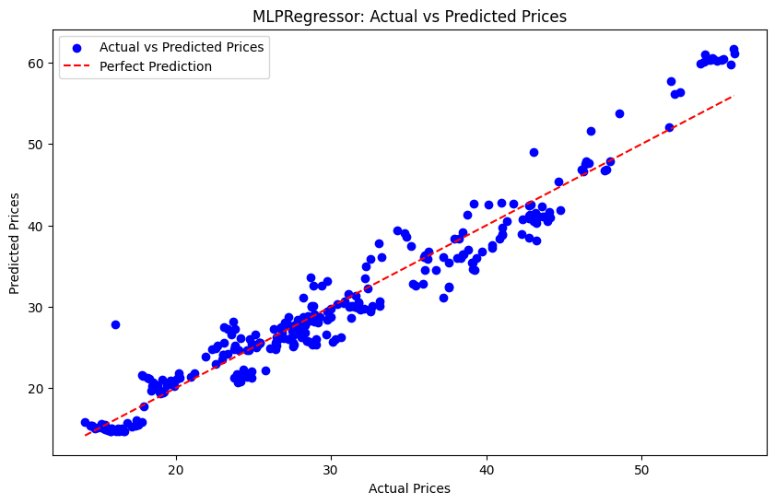 MLPRegressor: Actual vs Predicted Prices
Actual vs Predicted Prices
Perfect Prediction
60
50
40
30
20
Predicted Prices
20 30 40 50
Actual Prices